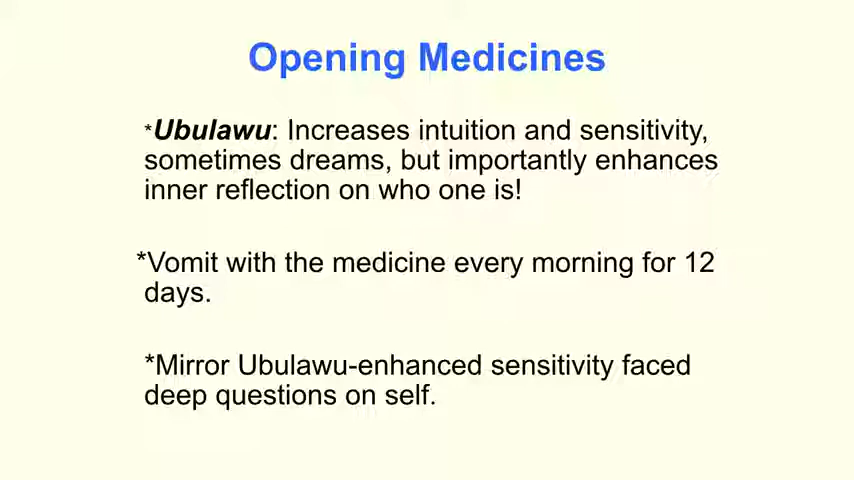 Opening Medicines
*Ubulawu: Increases intuition and sensitivity,
sometimes dreams, but importantly enhances
inner reflection on who one is!
*Vomit with the medicine every morning for 12
days.
*Mirror Ubulawu-enhanced sensitivity faced
deep questions on self.